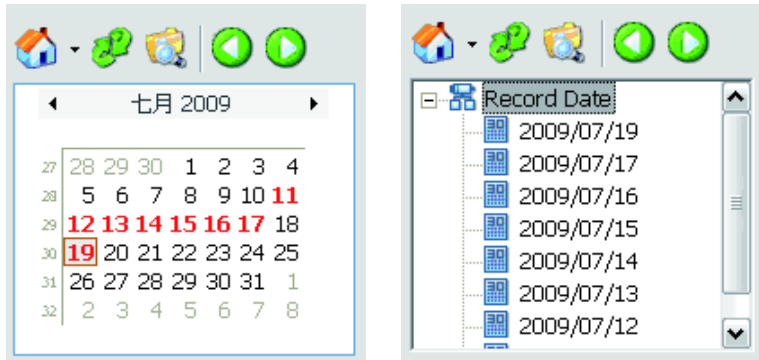 七月 2009
27 28 29 30 1 2 3 4
28 5 6 7 8 9 10 11
29 12 13 14 15 16 17 18
30 19 20 21 22 23 24 25
31 26 27 28 29 30 31 1
32 2 3 4 5 6 7 8
Record Date
2009/07/19
2009/07/17
2009/07/16
2009/07/15
2009/07/14
2009/07/13
2009/07/12